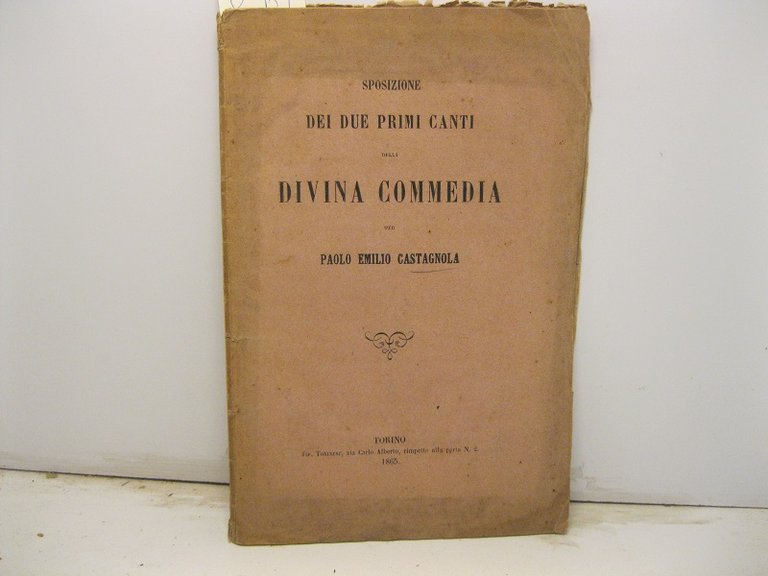 SPOSIZIONE
DEI DUE PRIMI CANTI
DELLA
DIVINA COMMEDIA
PER
PAOLO EMILIO CASTAGNOLA
TORINO
Tip. Torinese, via Carlo Alberto, rimpetto alla porta N. 2.
1865.